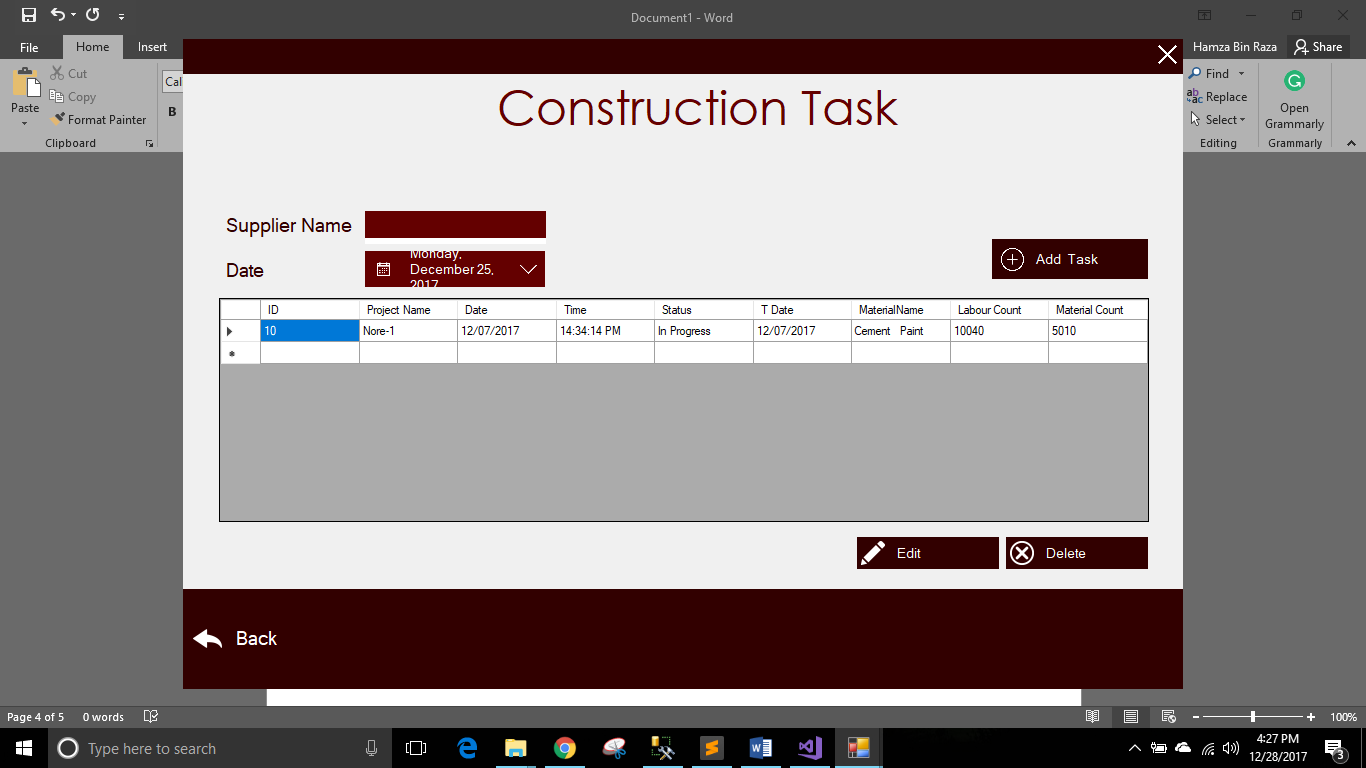 Document1 - Word
File Home Insert Hamza Bin Raza Share
Cut
Copy
Paste
Format Painter
Clipboard
Cal
B
Find
Replace
Select
Editing
Open
Grammarly
Grammarly
Construction Task
Supplier Name
Date
Monday,
December 25,
2017
Add Task
ID Project Name Date Time Status T Date MaterialName Labour Count Material Count
10 Nore-1 12/07/2017 14:34:14 PM In Progress 12/07/2017 Cement Paint 10040 5010
Edit Delete
Back
Page 4 of 5 0 words 100%
Type here to search
4:27 PM
12/28/2017
3